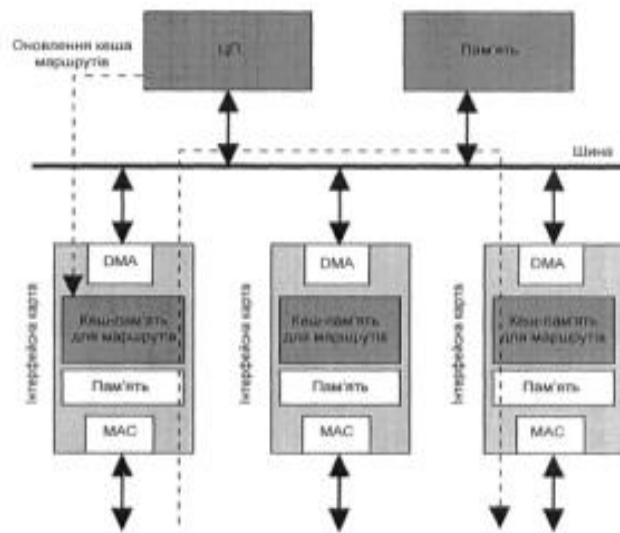 Оновлення кеша
маршрутів
ЦП
Пам'ять
Шина
Інтерфейсна карта
DMA
Кеш-пам'ять
для маршрутів
Пам'ять
MAC
Інтерфейсна карта
DMA
Кеш-пам'ять
для маршрутів
Пам'ять
MAC
Інтерфейсна карта
DMA
Кеш-пам'ять
для маршрутів
Пам'ять
MAC